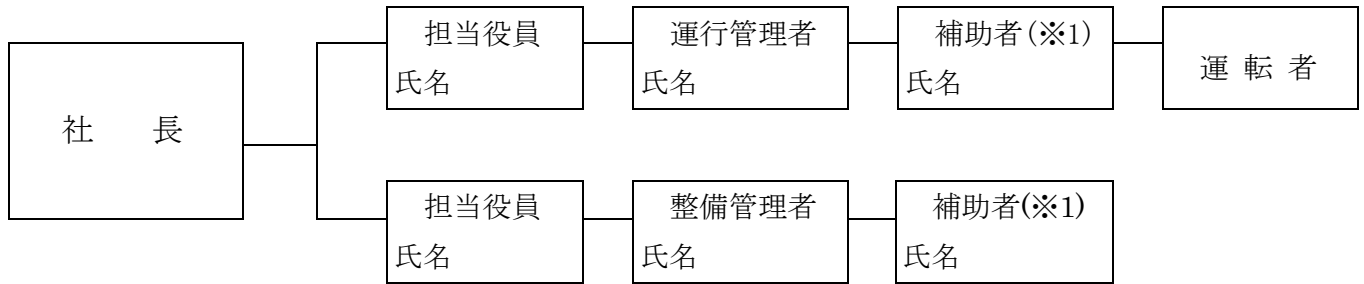 社　長
担当役員
氏名
運行管理者
氏名
補助者(※1)
氏名
運 転 者
担当役員
氏名
整備管理者
氏名
補助者(※1)
氏名